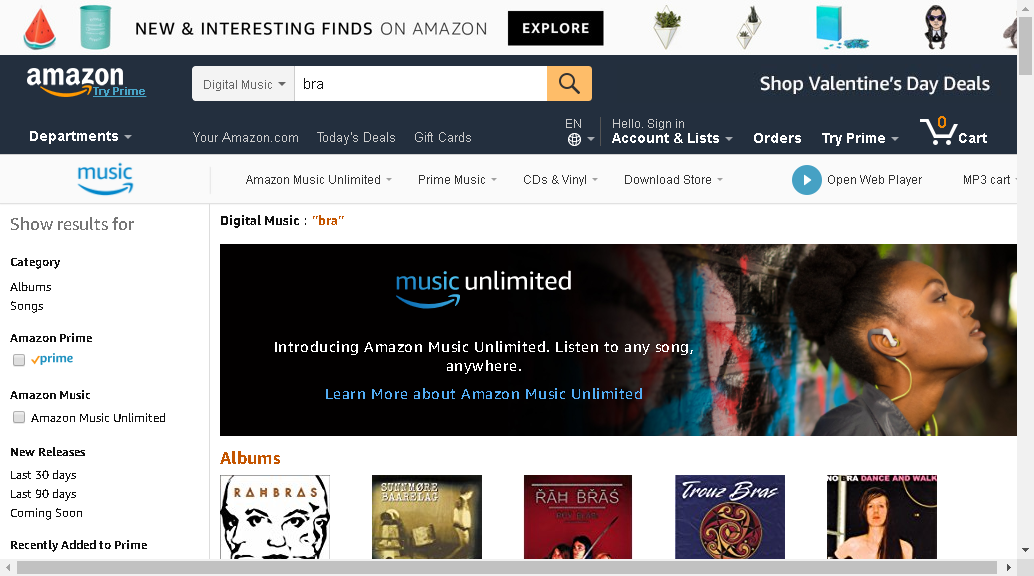 NEW & INTERESTING FINDS ON AMAZON EXPLORE
amazon
Try Prime
Digital Music
bra
Shop Valentine's Day Deals
Departments
Your Amazon.com Today's Deals Gift Cards
EN
Hello. Sign in
Account & Lists
Orders
Try Prime
0
Cart
music
Amazon Music Unlimited Prime Music CDs & Vinyl Download Store Open Web Player MP3 cart
Show results for
Category
Albums
Songs
Amazon Prime
prime
Amazon Music
Amazon Music Unlimited
New Releases
Last 30 days
Last 90 days
Coming Soon
Recently Added to Prime
Digital Music : "bra"
music unlimited
Introducing Amazon Music Unlimited. Listen to any song,
anywhere.
Learn More about Amazon Music Unlimited
Albums
RAHBRAS
SUNNMØRE
BAARELAG
ŘÄH BŘÄŚ
Trouz Bras
NO BRA DANCE AND WALK